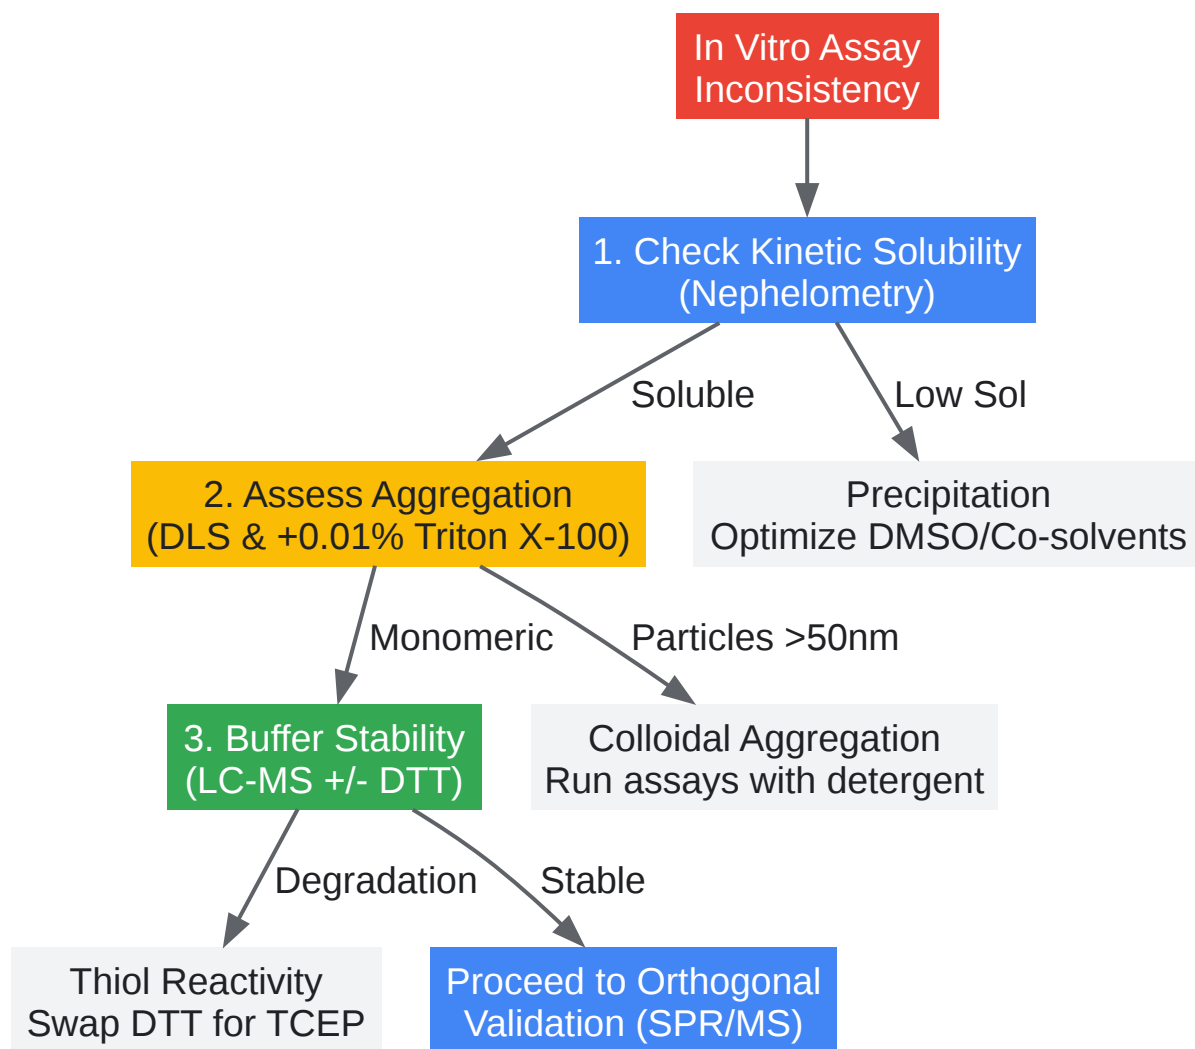 In Vitro Assay
Inconsistency
1. Check Kinetic Solubility
(Nephelometry)
Soluble
Low Sol
2. Assess Aggregation
(DLS & +0.01% Triton X-100)
Precipitation
Optimize DMSO/Co-solvents
Monomeric
Particles >50nm
3. Buffer Stability
(LC-MS +/- DTT)
Colloidal Aggregation
Run assays with detergent
Degradation
Stable
Thiol Reactivity
Swap DTT for TCEP
Proceed to Orthogonal
Validation (SPR/MS)